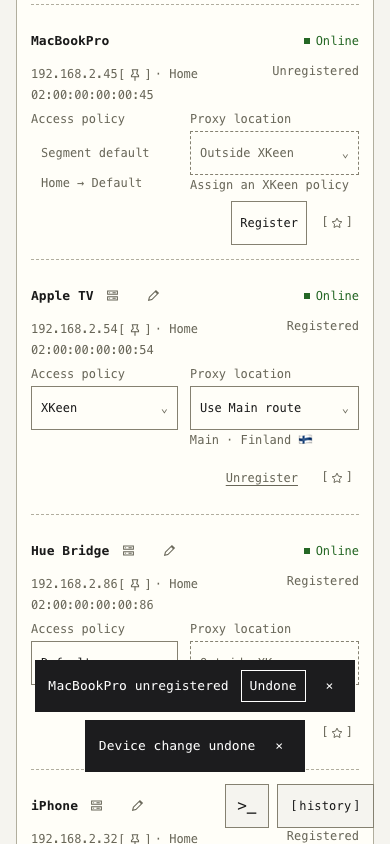 MacBookPro
Online
192.168.2.45[ ] · Home
Unregistered
02:00:00:00:00:45
Access policy
Proxy location
Segment default
Outside XKeen
Home → Default
Assign an XKeen policy
Register
[☆]
Apple TV
Online
192.168.2.54[ ] · Home
Registered
02:00:00:00:00:54
Access policy
Proxy location
XKeen
Use Main route
Main · Finland 🇫🇮
Unregister
[☆]
Hue Bridge
Online
192.168.2.86[ ] · Home
Registered
02:00:00:00:00:86
Access policy
Proxy location
MacBookPro unregistered
Undone
×
[☆]
Device change undone
×
iPhone
>_
[history]
192.168.2.32[ ] · Home
Registered